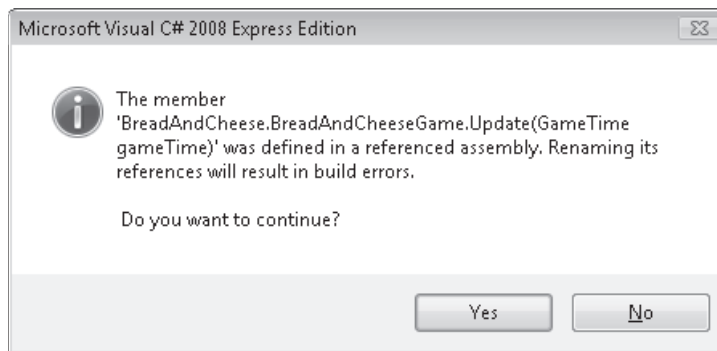 Microsoft Visual C# 2008 Express Edition
The member
'BreadAndCheese.BreadAndCheeseGame.Update(GameTime
gameTime)' was defined in a referenced assembly. Renaming its
references will result in build errors.
Do you want to continue?
Yes
No